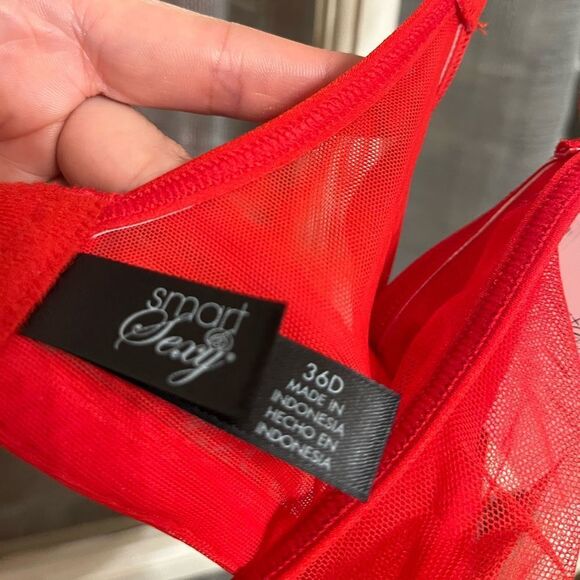 smart
& Sexy®
36D
MADE IN
INDONESIA
HECHO EN
INDONESIA